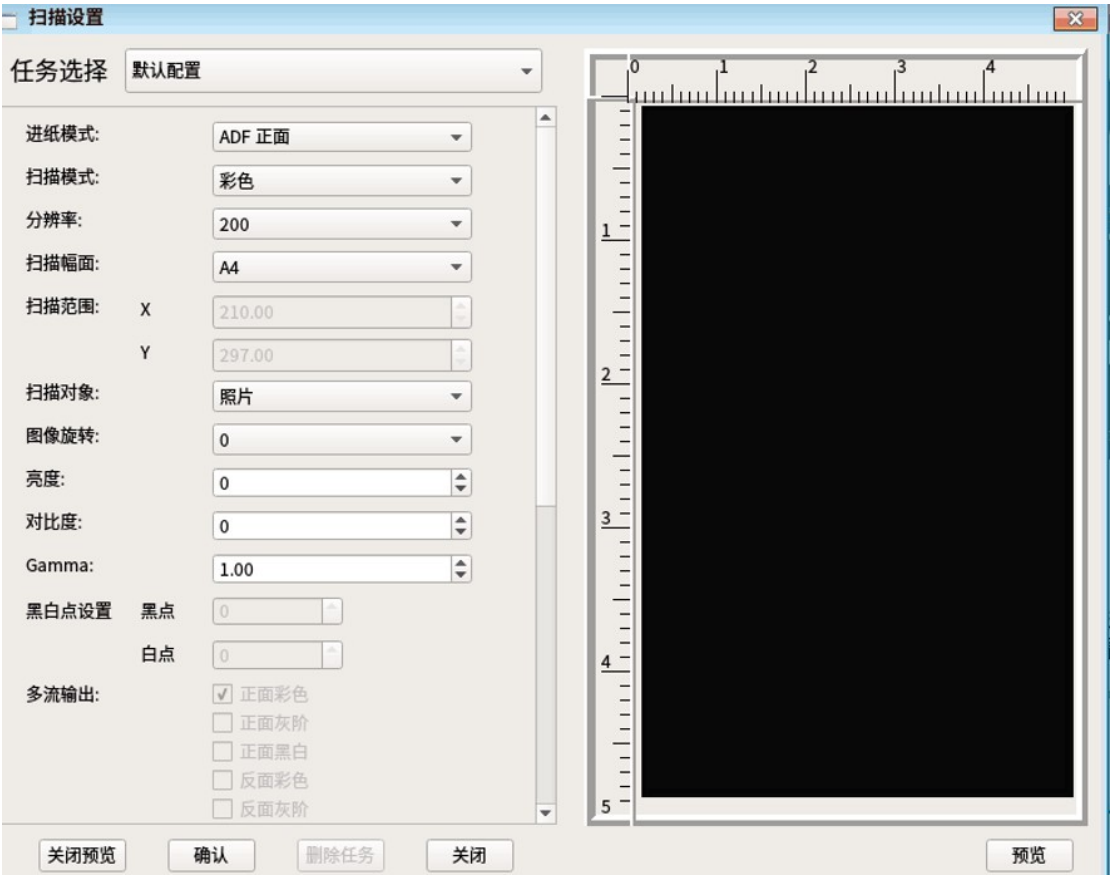 扫描设置
任务选择 默认配置
进纸模式: ADF 正面
扫描模式: 彩色
分辨率: 200
扫描幅面: A4
扫描范围: X 210.00
Y 297.00
扫描对象: 照片
图像旋转: 0
亮度: 0
对比度: 0
Gamma: 1.00
黑白点设置 黑点 0
白点 0
多流输出: 正面彩色
正面灰阶
正面黑白
反面彩色
反面灰阶
关闭预览 确认 删除任务 关闭
0 1 2 3 4
1
2
3
4
5
预览